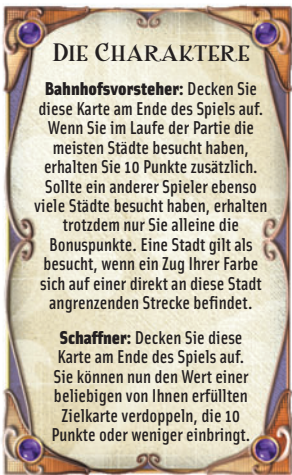 DIE CHARAKTERE
Bahnhofsvorsteher: Decken Sie
diese Karte am Ende des Spiels auf.
Wenn Sie im Laufe der Partie die
meisten Städte besucht haben,
erhalten Sie 10 Punkte zusätzlich.
Sollte ein anderer Spieler ebenso
viele Städte besucht haben, erhalten
trotzdem nur Sie alleine die
Bonuspunkte. Eine Stadt gilt als
besucht, wenn ein Zug Ihrer Farbe
sich auf einer direkt an diese Stadt
angrenzenden Strecke befindet.
Schaffner: Decken Sie diese
Karte am Ende des Spiels auf.
Sie können nun den Wert einer
beliebigen von Ihnen erfüllten
Zielkarte verdoppeln, die 10
Punkte oder weniger einbringt.